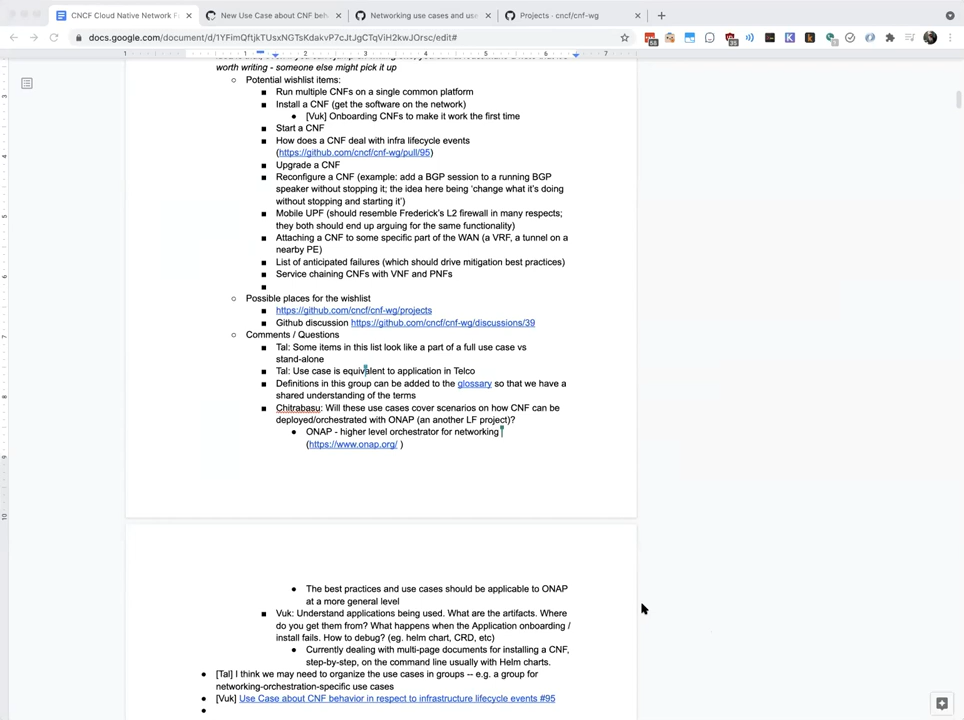 CNCF Cloud Native Network F
New Use Case about CNF beh
Networking use cases and use
Projects · cncf/cnf-wg
docs.google.com/document/d/1YFimQftjkTUsxNGTsKdakvP7cJtJgCTqViH2kwJOrsc/edit#
worth writing - someone else might pick it up
Potential wishlist items:
Run multiple CNFs on a single common platform
Install a CNF (get the software on the network)
[Vuk] Onboarding CNFs to make it work the first time
Start a CNF
How does a CNF deal with infra lifecycle events
(https://github.com/cncf/cnf-wg/pull/95)
Upgrade a CNF
Reconfigure a CNF (example: add a BGP session to a running BGP
speaker without stopping it; the idea here being ‘change what it’s doing
without stopping and starting it’)
Mobile UPF (should resemble Frederick’s L2 firewall in many respects;
they both should end up arguing for the same functionality)
Attaching a CNF to some specific part of the WAN (a VRF, a tunnel on a
nearby PE)
List of anticipated failures (which should drive mitigation best practices)
Service chaining CNFs with VNF and PNFs
Possible places for the wishlist
https://github.com/cncf/cnf-wg/projects
Github discussion https://github.com/cncf/cnf-wg/discussions/39
Comments / Questions
Tal: Some items in this list look like a part of a full use case vs
stand-alone
Tal: Use case is equivalent to application in Telco
Definitions in this group can be added to the glossary so that we have a
shared understanding of the terms
Chitrabasu: Will these use cases cover scenarios on how CNF can be
deployed/orchestrated with ONAP (an another LF project)?
ONAP - higher level orchestrator for networking
(https://www.onap.org/ )
The best practices and use cases should be applicable to ONAP
at a more general level
Vuk: Understand applications being used. What are the artifacts. Where
do you get them from? What happens when the Application onboarding /
install fails. How to debug? (eg. helm chart, CRD, etc)
Currently dealing with multi-page documents for installing a CNF,
step-by-step, on the command line usually with Helm charts.
[Tal] I think we may need to organize the use cases in groups -- e.g. a group for
networking-orchestration-specific use cases
[Vuk] Use Case about CNF behavior in respect to infrastructure lifecycle events #95